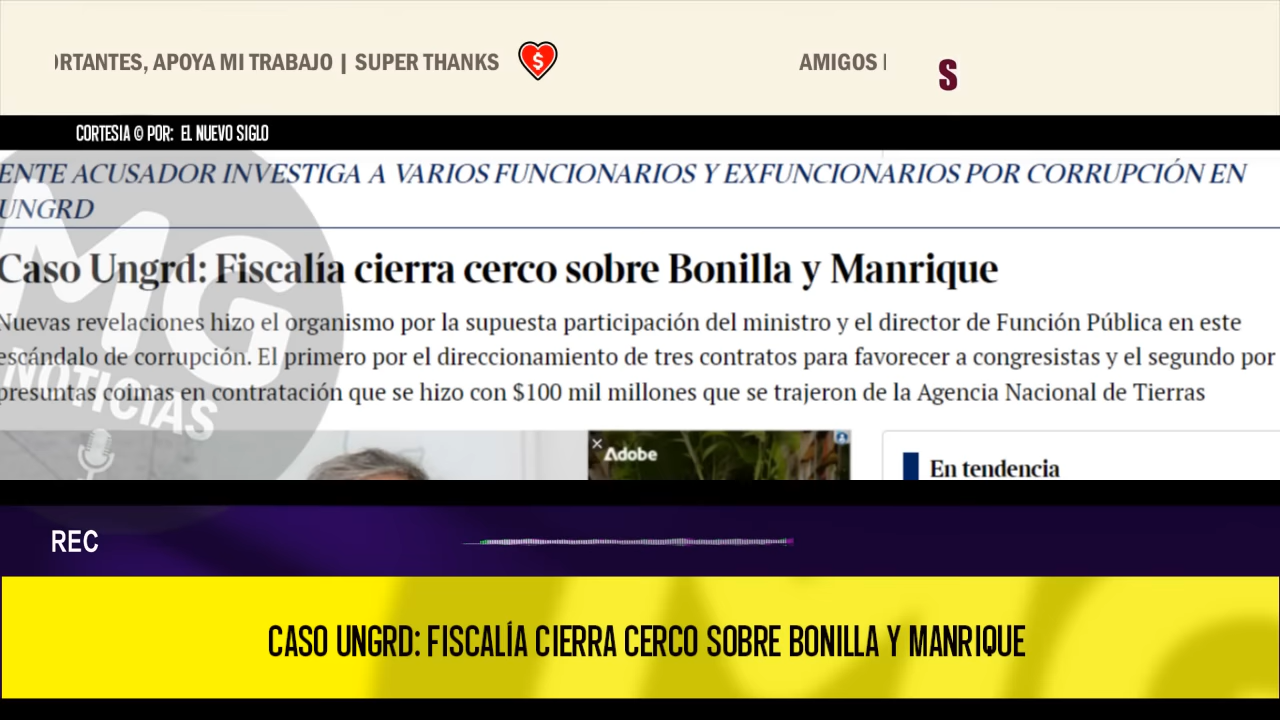 RTANTES, APOYA MI TRABAJO | SUPER THANKS
AMIGOS
S
CORTESIA © POR: EL NUEVO SIGLO
ENTE ACUSADOR INVESTIGA A VARIOS FUNCIONARIOS Y EXFUNCIONARIOS POR CORRUPCIÓN EN
UNGRD
Caso Ungrd: Fiscalía cierra cerco sobre Bonilla y Manrique
Nuevas revelaciones hizo el organismo por la supuesta participación del ministro y el director de Función Pública en este
escándalo de corrupción. El primero por el direccionamiento de tres contratos para favorecer a congresistas y el segundo por
presuntas coimas en contratación que se hizo con $100 mil millones que se trajeron de la Agencia Nacional de Tierras
MG
NOTICIAS
Adobe
En tendencia
REC
CASO UNGRD: FISCALÍA CIERRA CERCO SOBRE BONILLA Y MANRIQUE